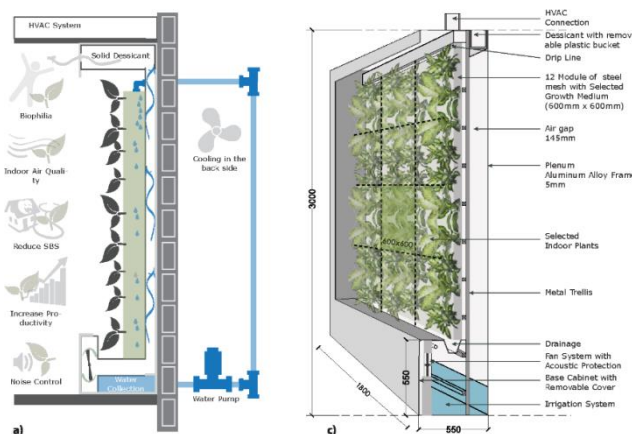 HVAC System
Solid Dessicant
Biophilia
Indoor Air Quali-
ty
Reduce SBS
Increase Pro-
ductivity
Noise Control
Cooling in the
back side
Water
Collection
Water Pump
a)
HVAC
Connection
Dessicant with remov-
able plastic bucket
Drip Line
12 Module of steel
mesh with Selected
Growth Medium
(600mm x 600mm)
Air gap
145mm
Plenum
Aluminum Alloy Frame
5mm
Selected
Indoor Plants
Metal Trellis
Drainage
Fan System with
Acoustic Protection
Base Cabinet with
Removable Cover
Irrigation System
3000
600x600
1800
550
550
c)